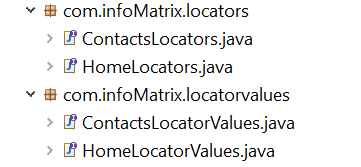 com.infoMatrix.locators
ContactsLocators.java
HomeLocators.java
com.infoMatrix.locatorvalues
ContactsLocatorValues.java
HomeLocatorValues.java